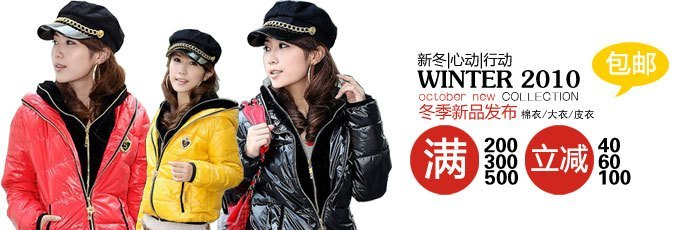 新冬|心动|行动
WINTER 2010
october new COLLECTION
冬季新品发布 棉衣/大衣/皮衣
包邮
满 200 300 500 立减 40 60 100